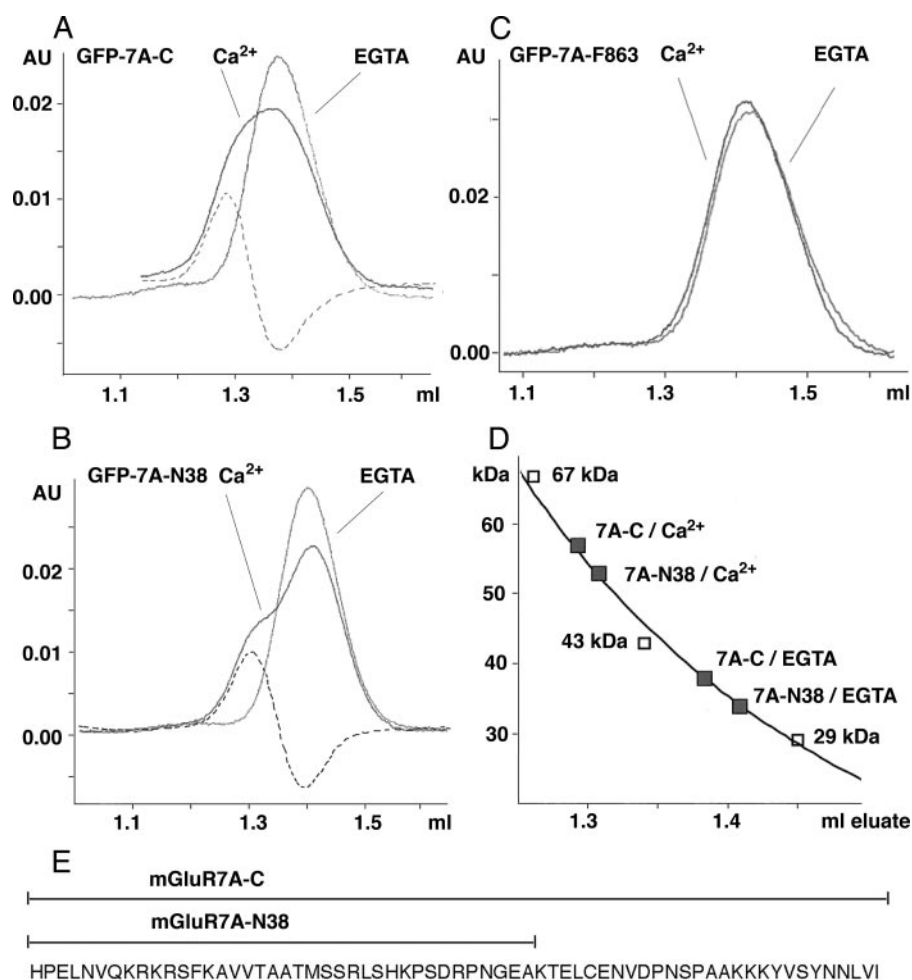 A
AU
GFP-7A-C
Ca2+
EGTA
0.02
0.01
0.00
1.1
1.3
1.5
ml
B
AU
GFP-7A-N38
Ca2+
EGTA
0.02
0.01
0.00
1.1
1.3
1.5
ml
C
AU
GFP-7A-F863
Ca2+
EGTA
0.02
0.00
1.1
1.3
1.5
ml
D
kDa
67 kDa
60
7A-C / Ca2+
7A-N38 / Ca2+
50
43 kDa
40
7A-C / EGTA
7A-N38 / EGTA
30
29 kDa
1.3
1.4
ml eluate
E
mGluR7A-C
mGluR7A-N38
HPELNVQKRKRSFKAVVTAATMSSRLSHKPSDRPNGEAKTELCENVDPNSPAAKKKYVSYNNLVI